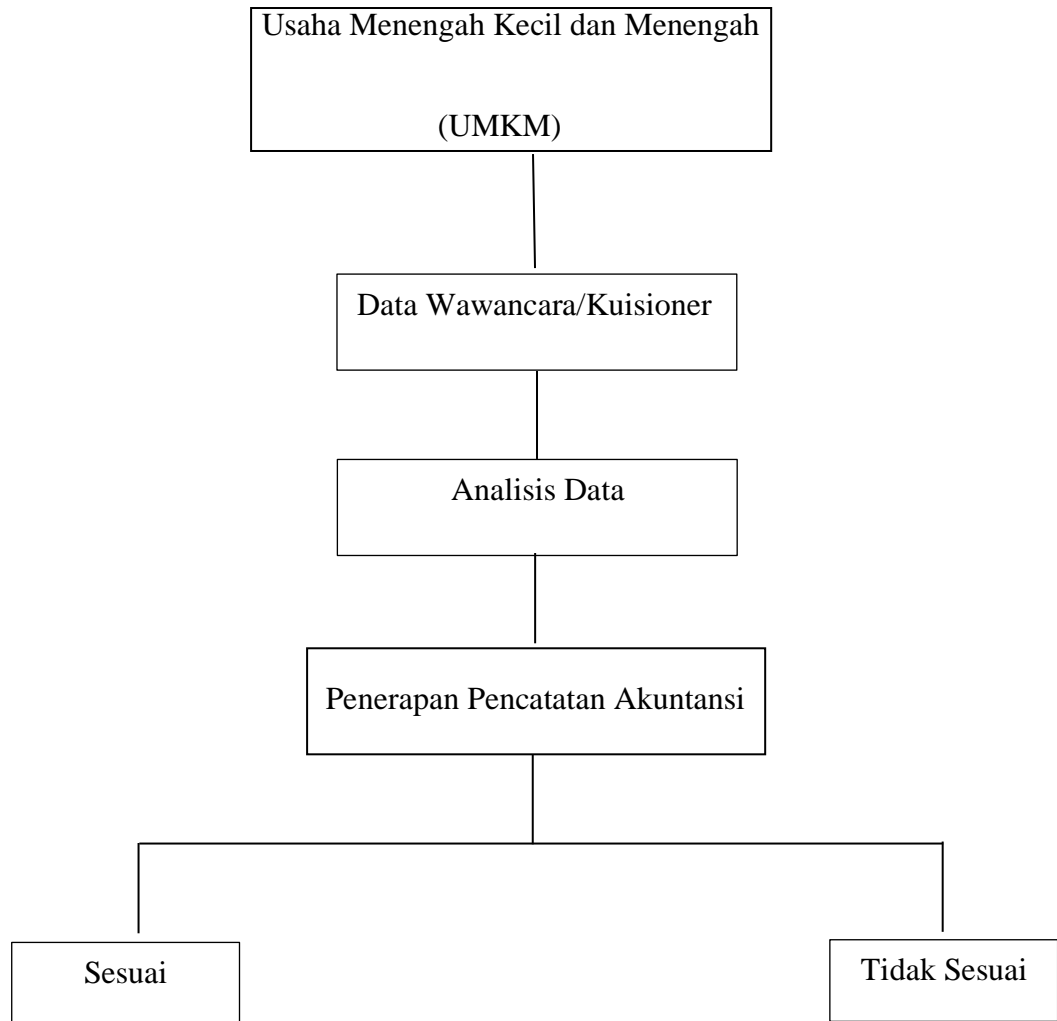 Usaha Menengah Kecil dan Menengah
(UMKM)
Data Wawancara/Kuisioner
Analisis Data
Penerapan Pencatatan Akuntansi
Sesuai
Tidak Sesuai